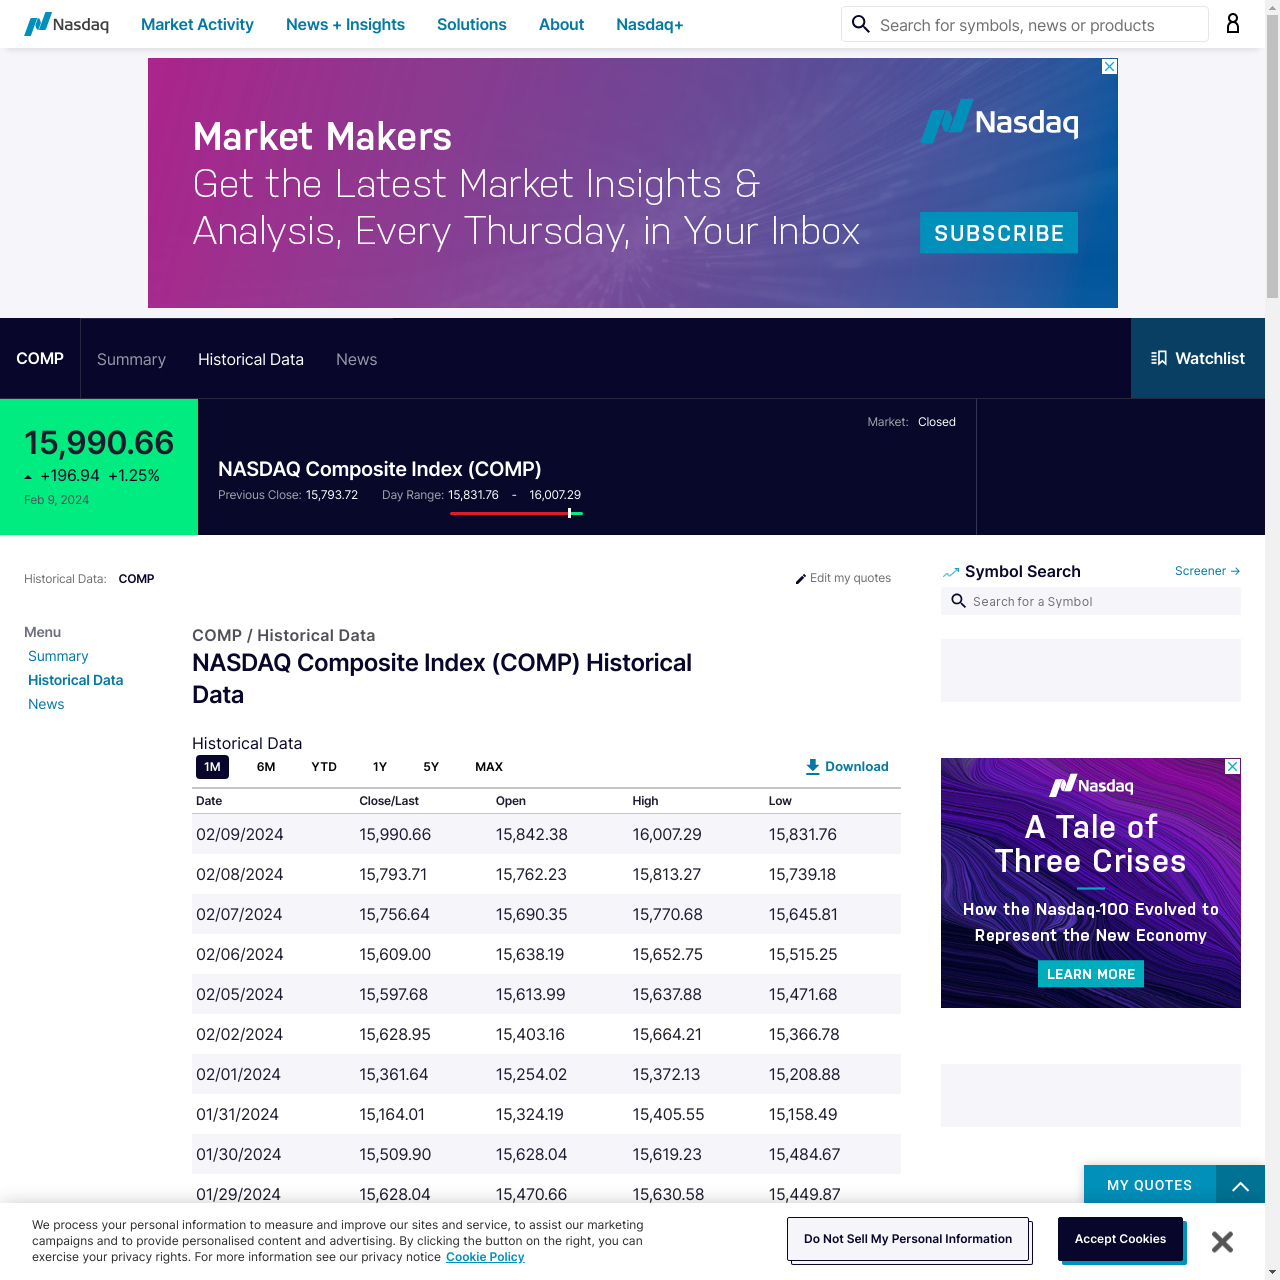 Nasdaq
Market Activity
News + Insights
Solutions
About
Nasdaq+
Search for symbols, news or products
Market Makers
Get the Latest Market Insights &
Analysis, Every Thursday, in Your Inbox
Nasdaq
SUBSCRIBE
COMP
Summary
Historical Data
News
Watchlist
15,990.66
+196.94 +1.25%
Feb 9, 2024
Market: Closed
NASDAQ Composite Index (COMP)
Previous Close: 15,793.72 Day Range: 15,831.76 - 16,007.29
Historical Data: COMP
Edit my quotes
Menu
Summary
Historical Data
News
COMP / Historical Data
NASDAQ Composite Index (COMP) Historical
Data
Historical Data
1M 6M YTD 1Y 5Y MAX
Download
Date Close/Last Open High Low
02/09/2024 15,990.66 15,842.38 16,007.29 15,831.76
02/08/2024 15,793.71 15,762.23 15,813.27 15,739.18
02/07/2024 15,756.64 15,690.35 15,770.68 15,645.81
02/06/2024 15,609.00 15,638.19 15,652.75 15,515.25
02/05/2024 15,597.68 15,613.99 15,637.88 15,471.68
02/02/2024 15,628.95 15,403.16 15,664.21 15,366.78
02/01/2024 15,361.64 15,254.02 15,372.13 15,208.88
01/31/2024 15,164.01 15,324.19 15,405.55 15,158.49
01/30/2024 15,509.90 15,628.04 15,619.23 15,484.67
01/29/2024 15,628.04 15,470.66 15,630.58 15,449.87
Symbol Search
Screener →
Search for a Symbol
Nasdaq
A Tale of
Three Crises
How the Nasdaq-100 Evolved to
Represent the New Economy
LEARN MORE
MY QUOTES
We process your personal information to measure and improve our sites and service, to assist our marketing
campaigns and to provide personalised content and advertising. By clicking the button on the right, you can
exercise your privacy rights. For more information see our privacy notice Cookie Policy
Do Not Sell My Personal Information
Accept Cookies